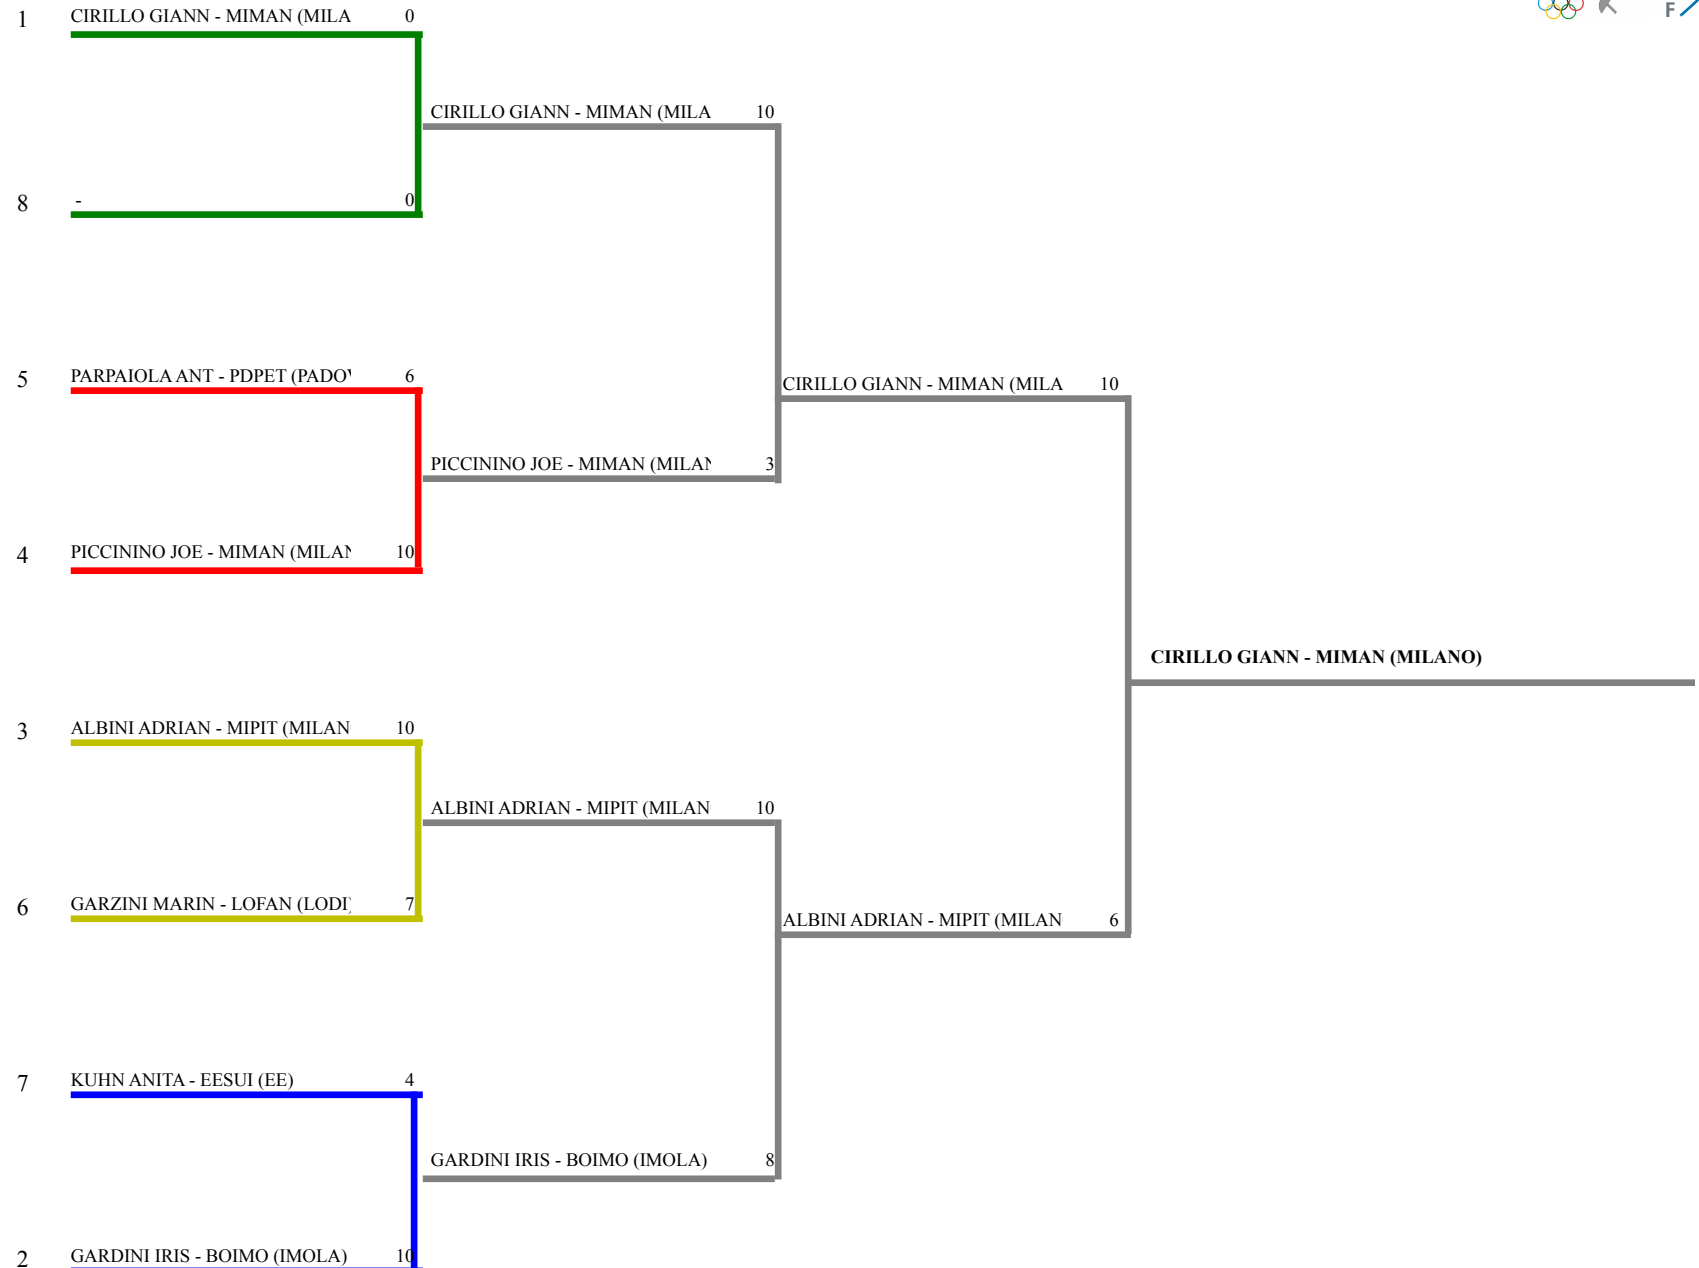 F
1 CIRILLO GIANN - MIMAN (MILA 0
CIRILLO GIANN - MIMAN (MILA 10
8 - 0
5 PARPAIOLA ANT - PDPET (PADO 6
CIRILLO GIANN - MIMAN (MILA 10
PICCININO JOE - MIMAN (MILAN 3
4 PICCININO JOE - MIMAN (MILAN 10
CIRILLO GIANN - MIMAN (MILANO)
3 ALBINI ADRIAN - MIPIT (MILAN 10
ALBINI ADRIAN - MIPIT (MILAN 10
6 GARZINI MARIN - LOFAN (LODI) 7
ALBINI ADRIAN - MIPIT (MILAN 6
7 KUHN ANITA - EESUI (EE) 4
GARDINI IRIS - BOIMO (IMOLA) 8
2 GARDINI IRIS - BOIMO (IMOLA) 10